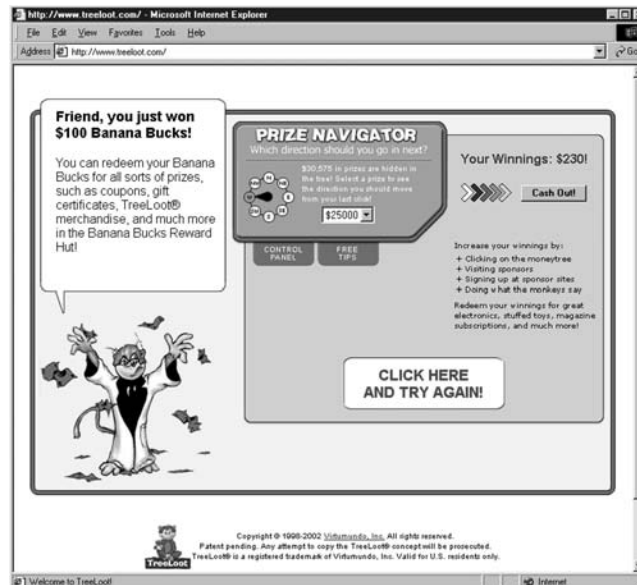 http://www.treeloot.com/ - Microsoft Internet Explorer
File Edit View Favorites Tools Help
Address http://www.treeloot.com/ Go
Friend, you just won
$100 Banana Bucks!
You can redeem your Banana
Bucks for all sorts of prizes,
such as coupons, gift
certificates, TreeLoot®
merchandise, and much more
in the Banana Bucks Reward
Hut!
PRIZE NAVIGATOR
Which direction should you go in next?
$30,575 in prizes are hidden in
the tree! Select a prize to see
the direction you should move
from your last click!
N
NE
E
SE
S
SW
W
NW
$25000
CONTROL
PANEL
FREE
TIPS
Your Winnings: $230!
Cash Out!
Increase your winnings by:
+ Clicking on the moneytree
+ Visiting sponsors
+ Signing up at sponsor sites
+ Doing what the monkeys say
Redeem your winnings for great
electronics, stuffed toys, magazine
subscriptions, and much more!
CLICK HERE
AND TRY AGAIN!
TreeLoot
Copyright © 1998-2002 Virtumundo, Inc. All rights reserved.
Patent pending. Any attempt to copy the TreeLoot® concept will be prosecuted.
TreeLoot® is a registered trademark of Virtumundo, Inc. Valid for U.S. residents only.
Welcome to TreeLoot!
Internet